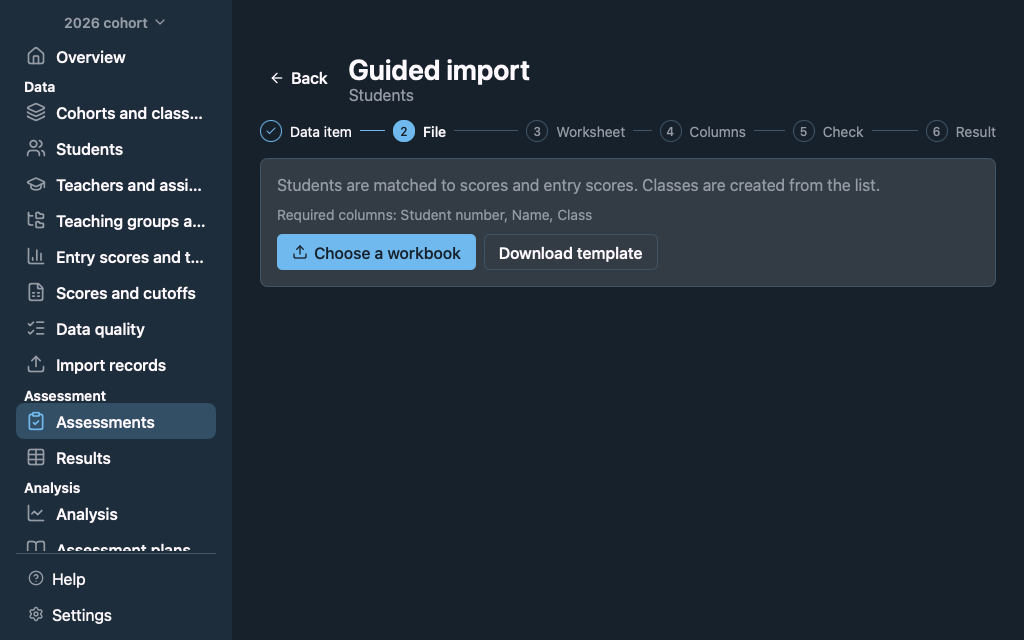 2026 cohort
Overview
Data
Cohorts and class...
Students
Teachers and assi...
Teaching groups a...
Entry scores and t...
Scores and cutoffs
Data quality
Import records
Assessment
Assessments
Results
Analysis
Analysis
Assessment plans
Help
Settings
Back
Guided import
Students
Data item
2 File
3 Worksheet
4 Columns
5 Check
6 Result
Students are matched to scores and entry scores. Classes are created from the list.
Required columns: Student number, Name, Class
Choose a workbook
Download template